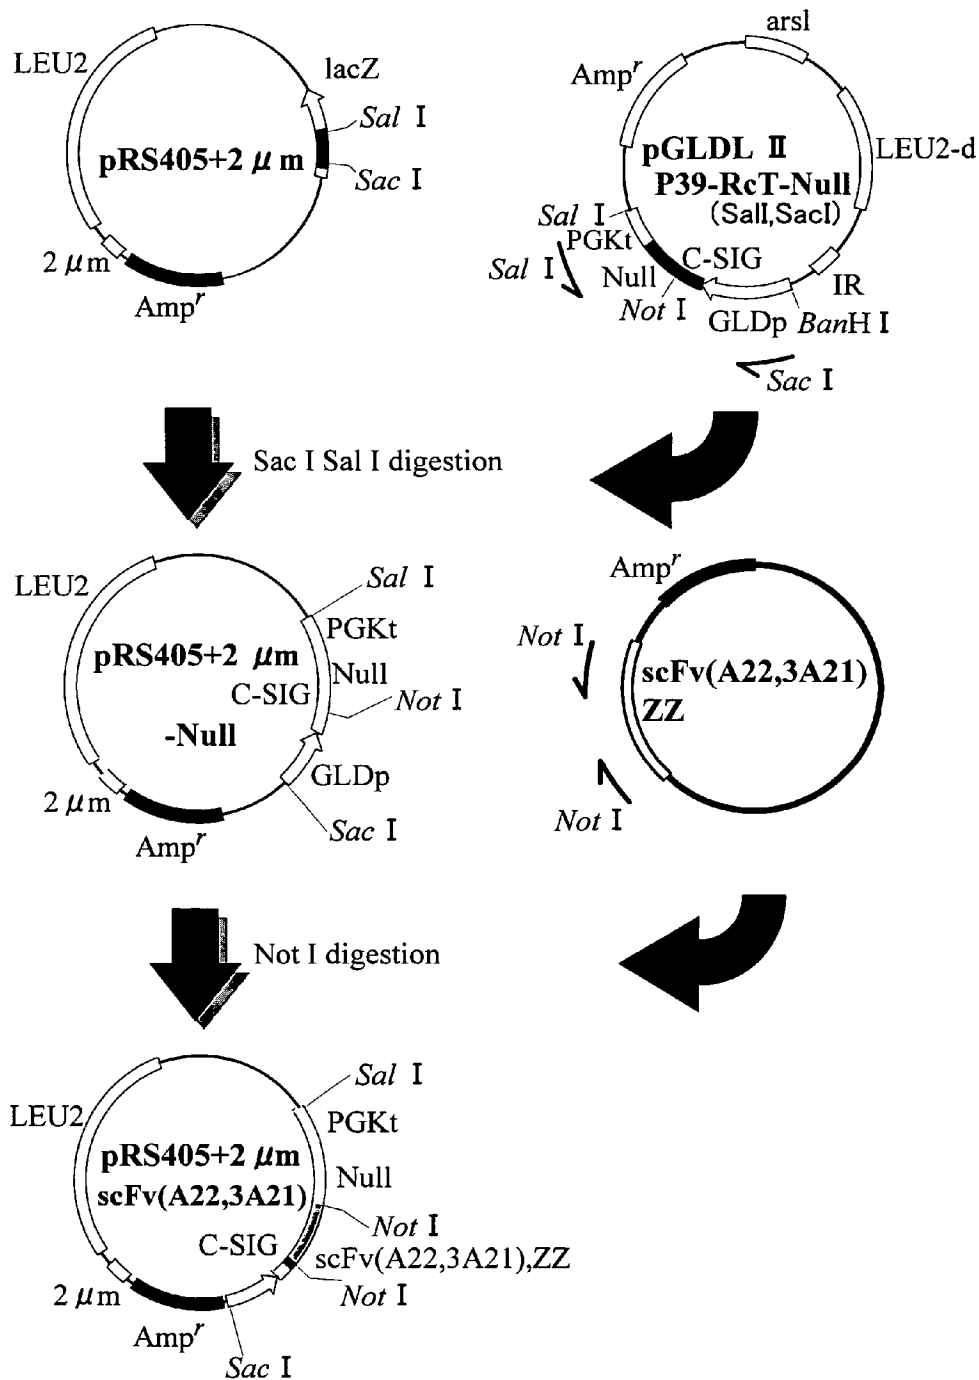 LEU2
lacZ
Sal I
pRS405+2 μm
Sac I
2 μm
Amp^r
arsI
Amp^r
pGLDL II
LEU2-d
P39-RcT-Null
(SalI,SacI)
Sal I
PGKt
C-SIG
Sal I
Null
IR
Not I
GLDp
BanH I
Sac I
Sac I Sal I digestion
LEU2
Sal I
PGKt
pRS405+2 μm
Null
C-SIG
Not I
-Null
GLDp
2 μm
Sac I
Amp^r
Amp^r
Not I
scFv(A22,3A21)
ZZ
Not I
Not I digestion
Sal I
LEU2
PGKt
pRS405+2 μm
Null
scFv(A22,3A21)
Not I
C-SIG
scFv(A22,3A21),ZZ
2 μm
Not I
Amp^r
Sac I